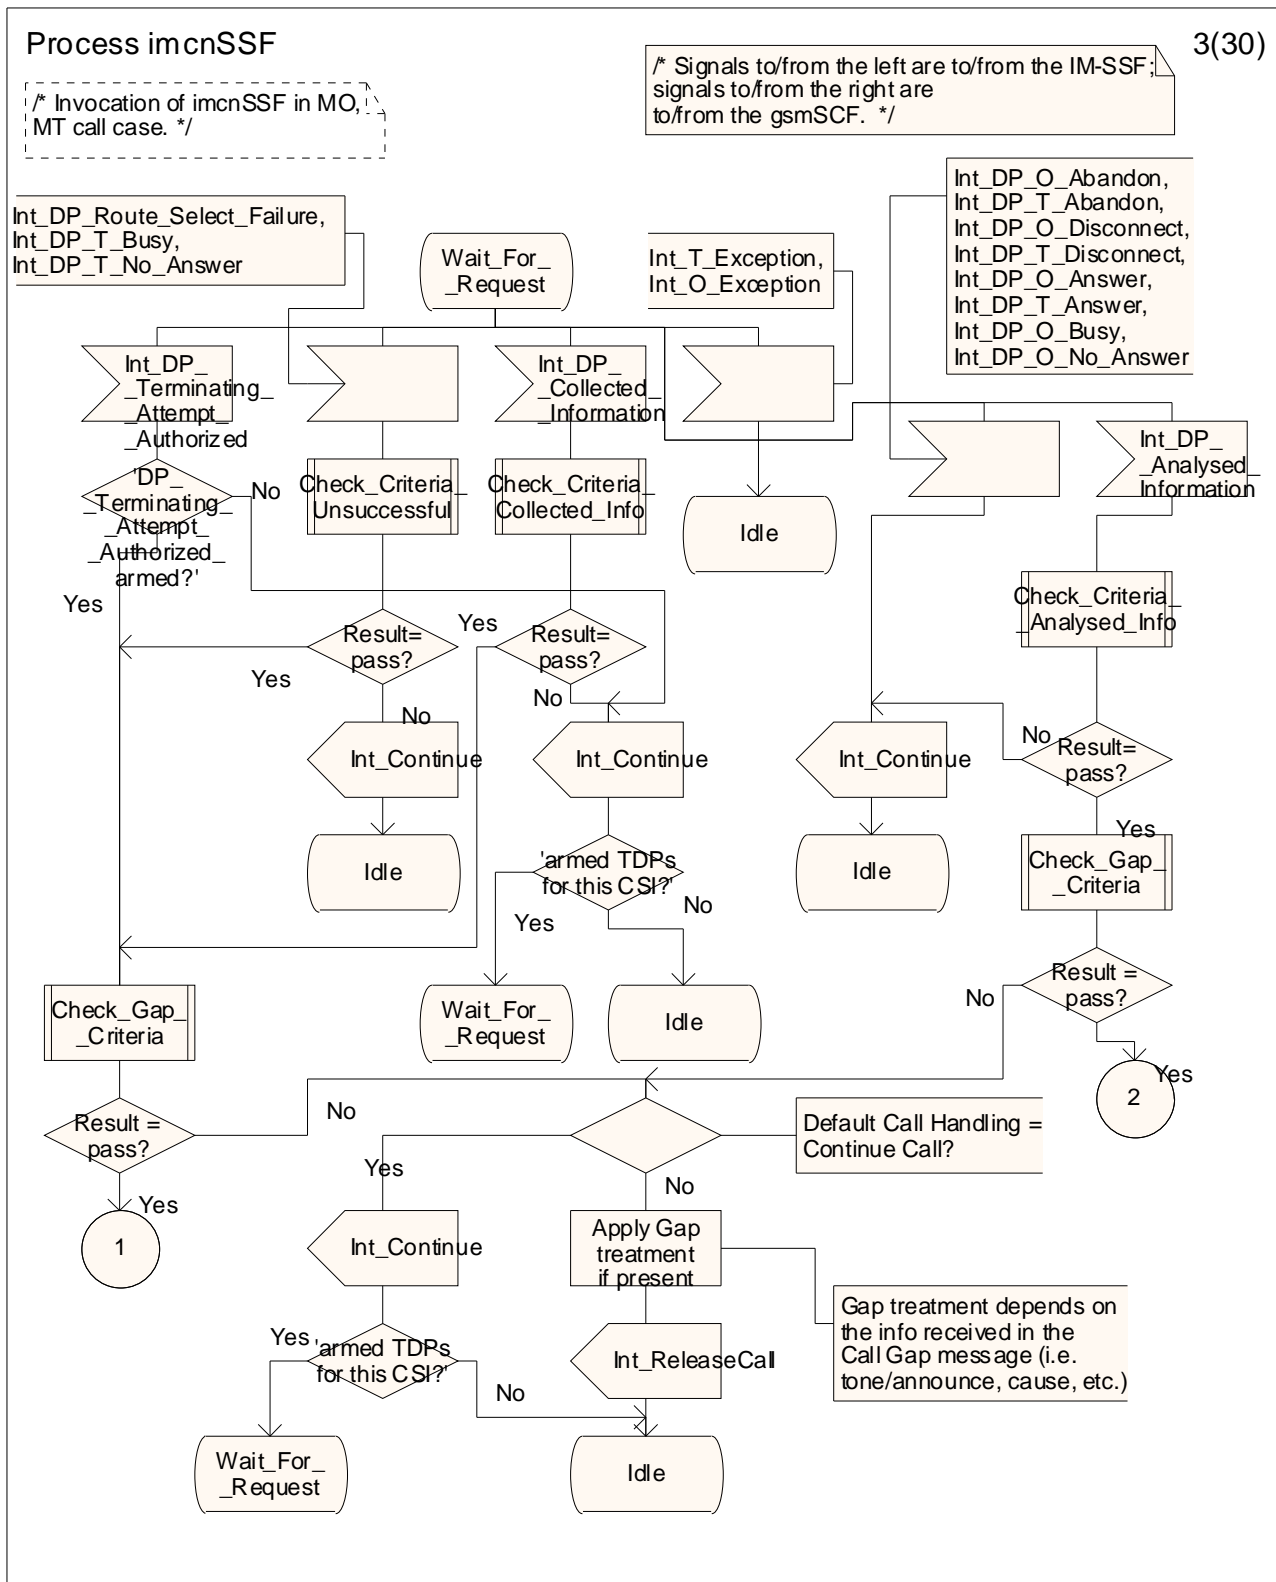 Process imcnSSF
3(30)
/* Invocation of imcnSSF in MO,
MT call case. */
/* Signals to/from the left are to/from the IM-SSF;
signals to/from the right are
to/from the gsmSCF. */
Int_DP_Route_Select_Failure,
Int_DP_T_Busy,
Int_DP_T_No_Answer
Wait_For_
_Request
Int_T_Exception,
Int_O_Exception
Int_DP_O_Abandon,
Int_DP_T_Abandon,
Int_DP_O_Disconnect,
Int_DP_T_Disconnect,
Int_DP_O_Answer,
Int_DP_T_Answer,
Int_DP_O_Busy,
Int_DP_O_No_Answer
Int_DP_
_Terminating_
_Attempt_
_Authorized
Int_DP_
_Collected_
_Information
Int_DP_
_Analysed_
Information
'DP_
_Terminating_
_Attempt_
_Authorized_
armed?'
No
Yes
Check_Criteria_
Unsuccessful
Check_Criteria_
Collected_Info
Idle
Check_Criteria_
_Analysed_Info
Result=
pass?
Yes
No
Yes
Result=
pass?
No
Int_Continue
Int_Continue
Int_Continue
No
Result=
pass?
Yes
Idle
'armed TDPs
for this CSI?'
Yes
No
Idle
Check_Gap_
_Criteria
Wait_For_
_Request
Idle
Result =
pass?
No
Yes
2
Check_Gap_
_Criteria
Result =
pass?
No
Yes
1
Default Call Handling =
Continue Call?
Yes
No
Int_Continue
Apply Gap
treatment
if present
Gap treatment depends on
the info received in the
Call Gap message (i.e.
tone/announce, cause, etc.)
Yes
'armed TDPs
for this CSI?'
No
Int_ReleaseCall
Wait_For_
_Request
Idle